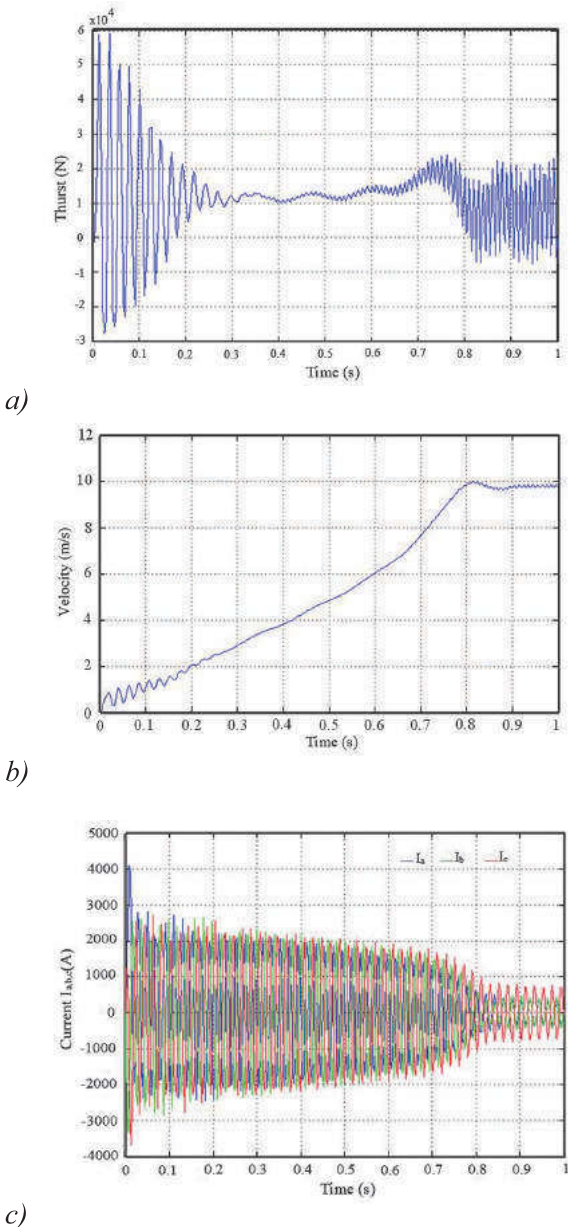 x10⁴
6
5
4
3
2
1
0
-1
-2
-3
Thurst (N)
0 0.1 0.2 0.3 0.4 0.5 0.6 0.7 0.8 0.9 1
Time (s)
a)
12
10
8
6
4
2
0
Velocity (m/s)
0 0.1 0.2 0.3 0.4 0.5 0.6 0.7 0.8 0.9 1
Time (s)
b)
5000
4000
3000
2000
1000
0
-1000
-2000
-3000
-4000
Current Ia,b,c(A)
Ia Ib Ic
0 0.1 0.2 0.3 0.4 0.5 0.6 0.7 0.8 0.9 1
Time (s)
c)